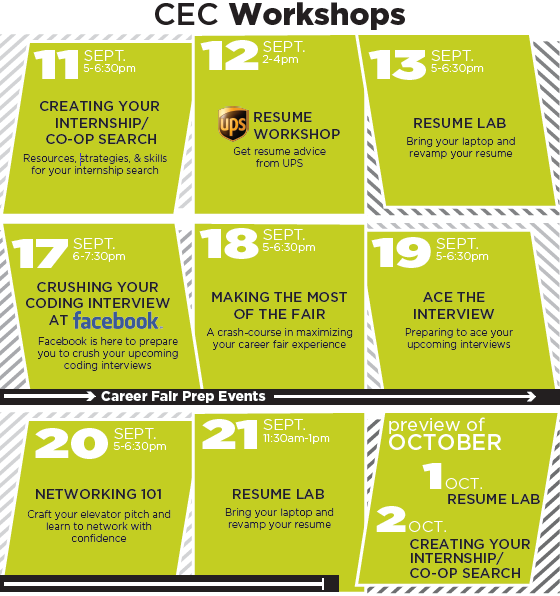 CEC Workshops
11 SEPT.
5-6:30pm
CREATING YOUR
INTERNSHIP/
CO-OP SEARCH
Resources, strategies, & skills
for your internship search
12 SEPT.
2-4pm
ups
RESUME
WORKSHOP
Get resume advice
from UPS
13 SEPT.
5-6:30pm
RESUME LAB
Bring your laptop and
revamp your resume
17 SEPT.
6-7:30pm
CRUSHING YOUR
CODING INTERVIEW
AT facebook
Facebook is here to prepare
you to crush your upcoming
coding interviews
18 SEPT.
5-6:30pm
MAKING THE MOST
OF THE FAIR
A crash-course in maximizing
your career fair experience
19 SEPT.
5-6:30pm
ACE THE
INTERVIEW
Preparing to ace your
upcoming interviews
Career Fair Prep Events
20 SEPT.
5-6:30pm
NETWORKING 101
Craft your elevator pitch and
learn to network with
confidence
21 SEPT.
11:30am-1pm
RESUME LAB
Bring your laptop and
revamp your resume
preview of
OCTOBER
1 OCT.
RESUME LAB
2 OCT.
CREATING YOUR
INTERNSHIP/
CO-OP SEARCH